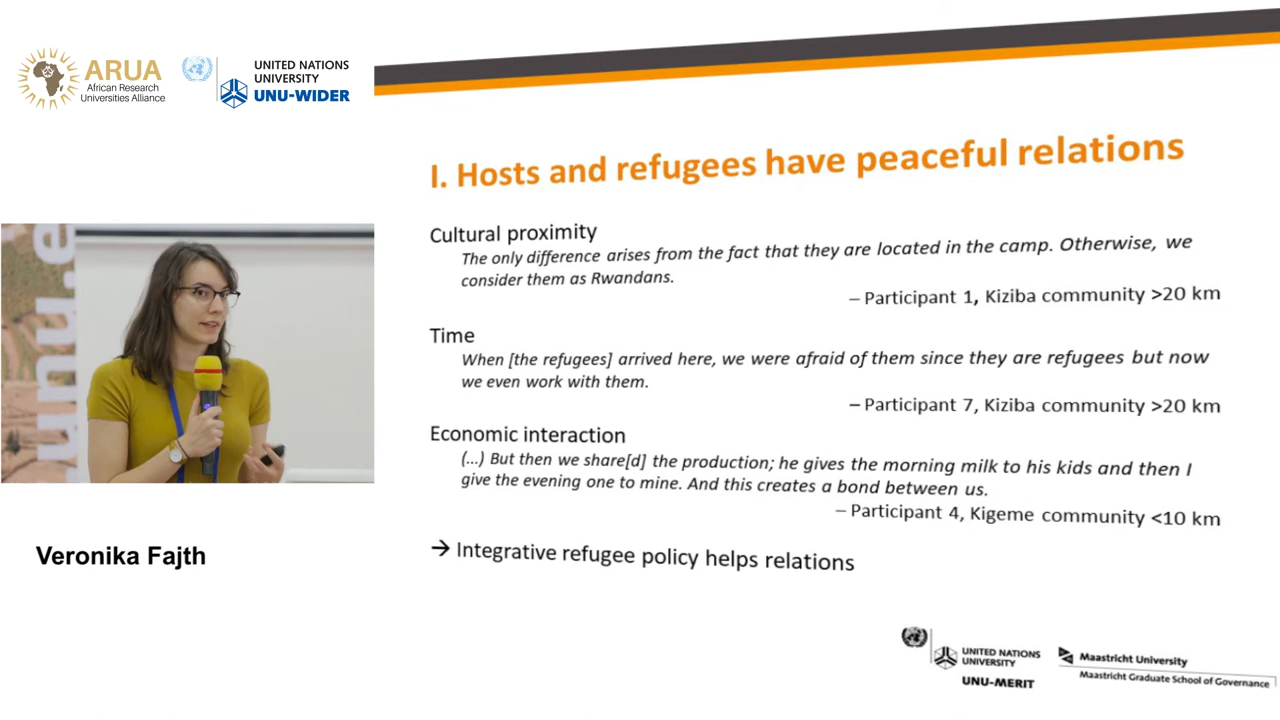 ARUA
African Research
Universities Alliance
UNITED NATIONS
UNIVERSITY
UNU-WIDER
I. Hosts and refugees have peaceful relations
Cultural proximity
The only difference arises from the fact that they are located in the camp. Otherwise, we
consider them as Rwandans.
– Participant 1, Kiziba community >20 km
Time
When [the refugees] arrived here, we were afraid of them since they are refugees but now
we even work with them.
– Participant 7, Kiziba community >20 km
Economic interaction
(...) But then we share[d] the production; he gives the morning milk to his kids and then I
give the evening one to mine. And this creates a bond between us.
– Participant 4, Kigeme community <10 km
→ Integrative refugee policy helps relations
unu.e
Veronika Fajth
UNITED NATIONS
UNIVERSITY
UNU-MERIT
Maastricht University
Maastricht Graduate School of Governance